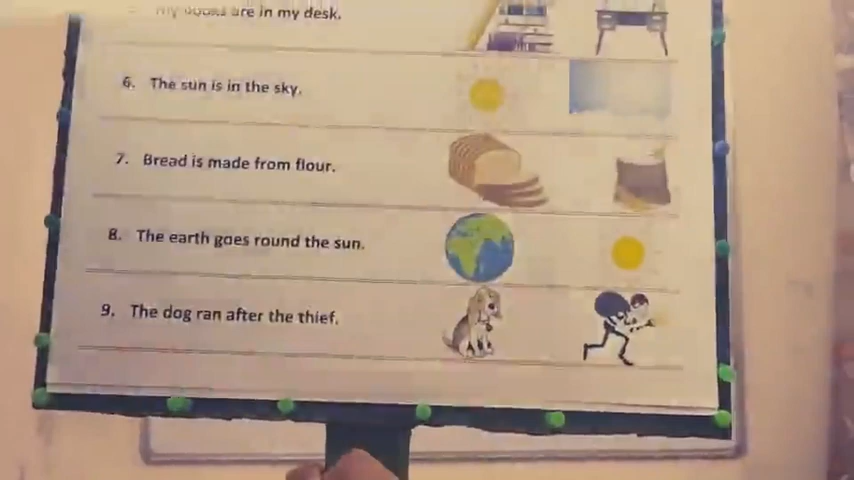 My books are in my desk.
6. The sun is in the sky.
7. Bread is made from flour.
8. The earth goes round the sun.
9. The dog ran after the thief.